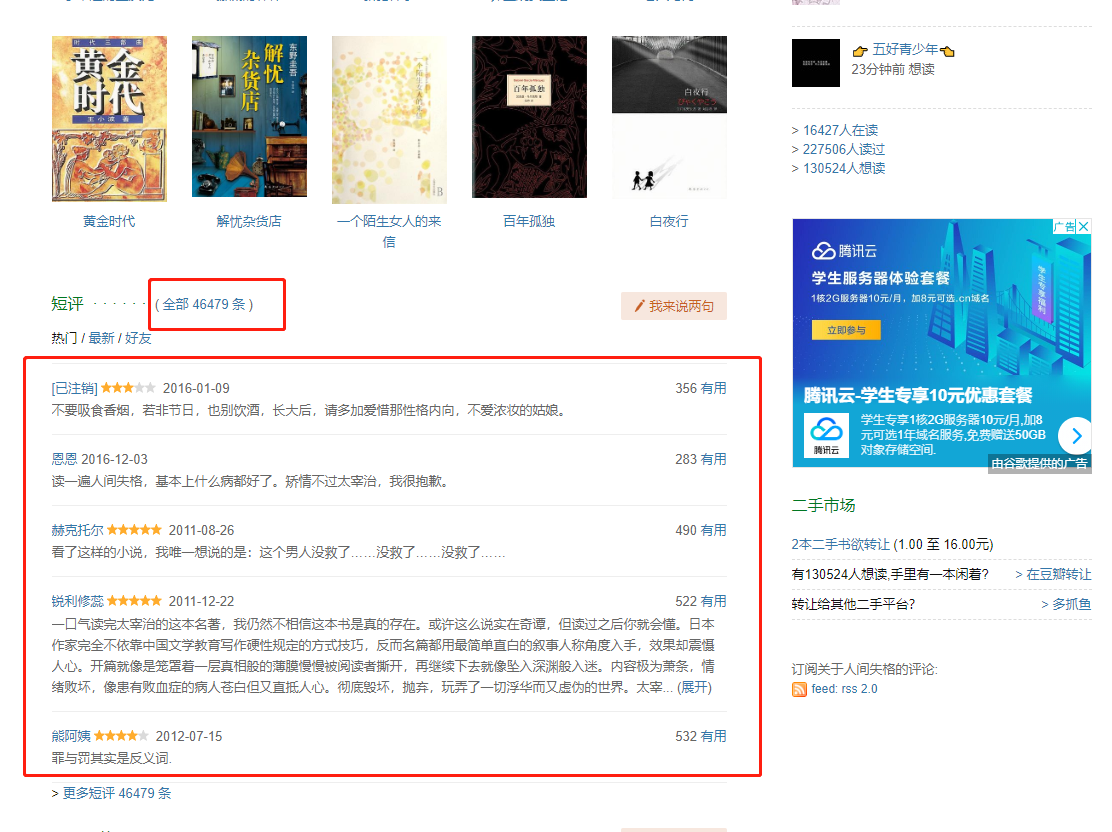 时代三部曲
黄金时代
王小波 著
解忧杂货店
东野圭吾
一个陌生女人的来信
百年孤独
白夜行
黄金时代
解忧杂货店
一个陌生女人的来
信
百年孤独
白夜行
短评 · · · · · · ( 全部 46479 条 )
我来说两句
热门 / 最新 / 好友
[已注销] 2016-01-09
356 有用
不要吸食香烟，若非节日，也别饮酒，长大后，请多加爱惜那性格内向，不爱浓妆的姑娘。
恩恩 2016-12-03
283 有用
读一遍人间失格，基本上什么病都好了。矫情不过太宰治，我很抱歉。
赫克托尔 2011-08-26
490 有用
看了这样的小说，我唯一想说的是：这个男人没救了……没救了……没救了……
锐利修蕊 2011-12-22
522 有用
一口气读完太宰治的这本名著，我仍然不相信这本书是真的存在。或许这么说实在奇谭，但读过之后你就会懂。日本
作家完全不依靠中国文学教育写作硬性规定的方式技巧，反而名篇都用最简单直白的叙事人称角度入手，效果却震慑
人心。开篇就像是笼罩着一层真相般的薄膜慢慢被阅读者撕开，再继续下去就像坠入深渊般入迷。内容极为萧条，情
绪败坏，像患有败血症的病人苍白但又直抵人心。彻底毁坏，抛弃，玩弄了一切浮华而又虚伪的世界。太宰... (展开)
熊阿姨 2012-07-15
532 有用
罪与罚其实是反义词.
> 更多短评 46479 条
五好青少年
23分钟前 想读
> 16427人在读
> 227506人读过
> 130524人想读
广告
腾讯云
学生服务器体验套餐
1核2G服务器10元/月，加8元可选.cn域名
立即参与
学生专享福利
腾讯云-学生专享10元优惠套餐
腾讯云
学生专享1核2G服务器10元/月,加8
元可选1年域名服务,免费赠送50GB
对象存储空间.
由谷歌提供的广告
二手市场
2本二手书欲转让 (1.00 至 16.00元)
有130524人想读,手里有一本闲着?
> 在豆瓣转让
转让给其他二手平台?
> 多抓鱼
订阅关于人间失格的评论:
feed: rss 2.0